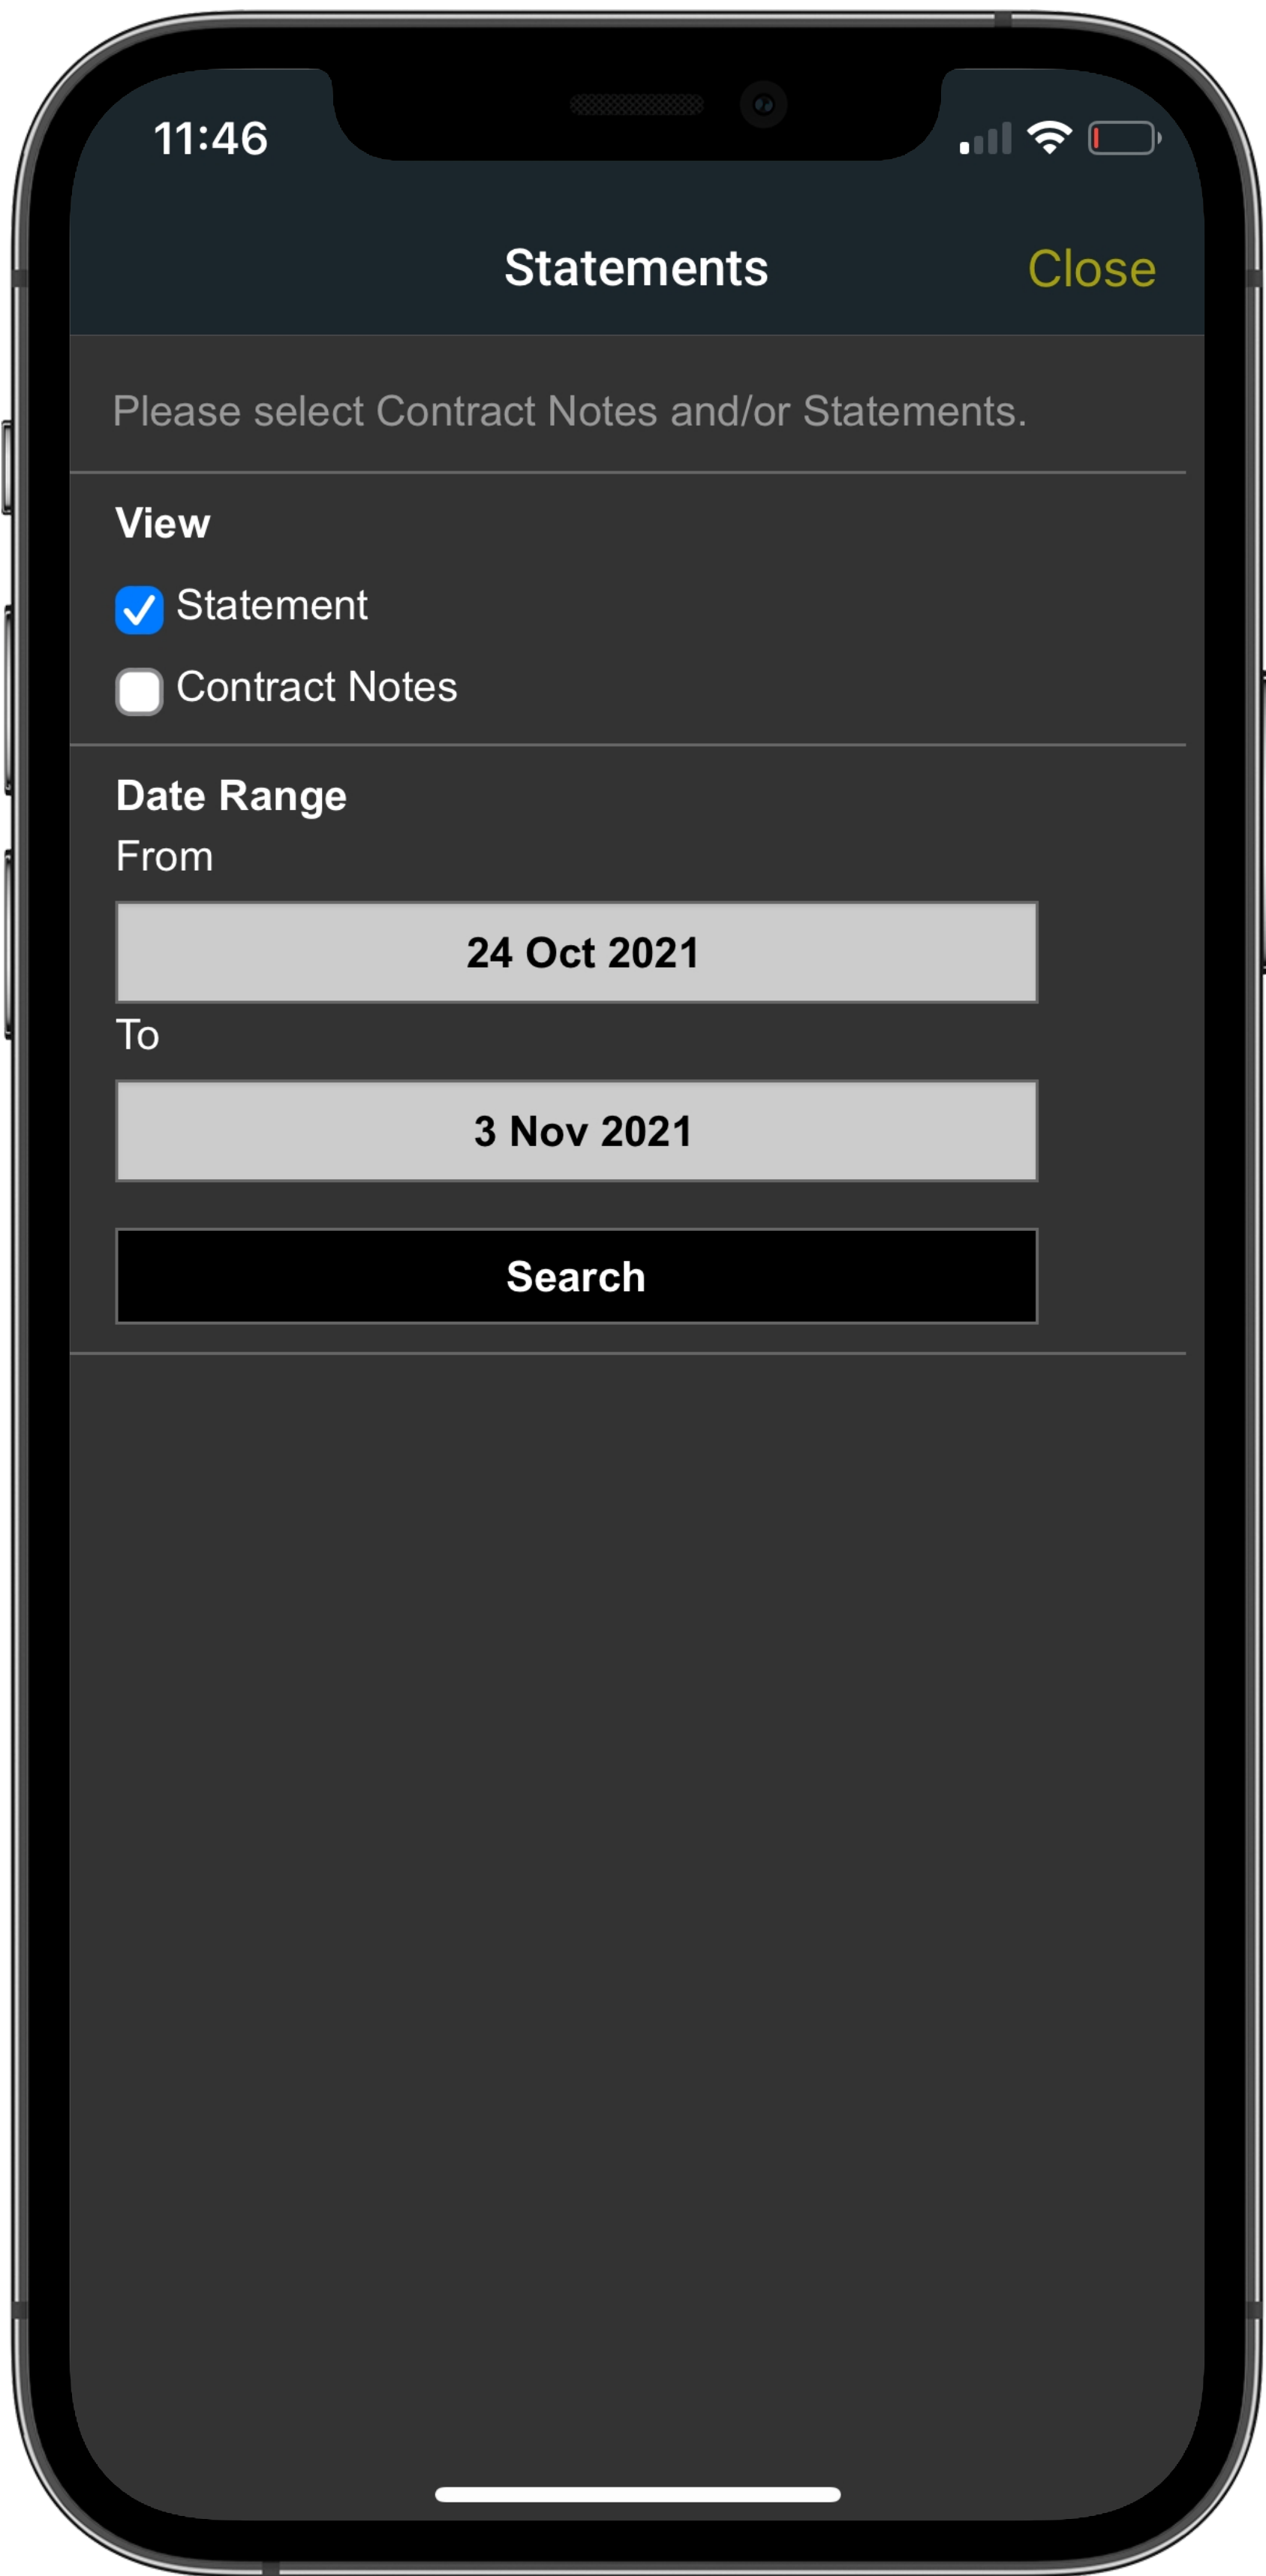 11:46
Statements Close
Please select Contract Notes and/or Statements.
View
Statement
Contract Notes
Date Range
From
24 Oct 2021
To
3 Nov 2021
Search